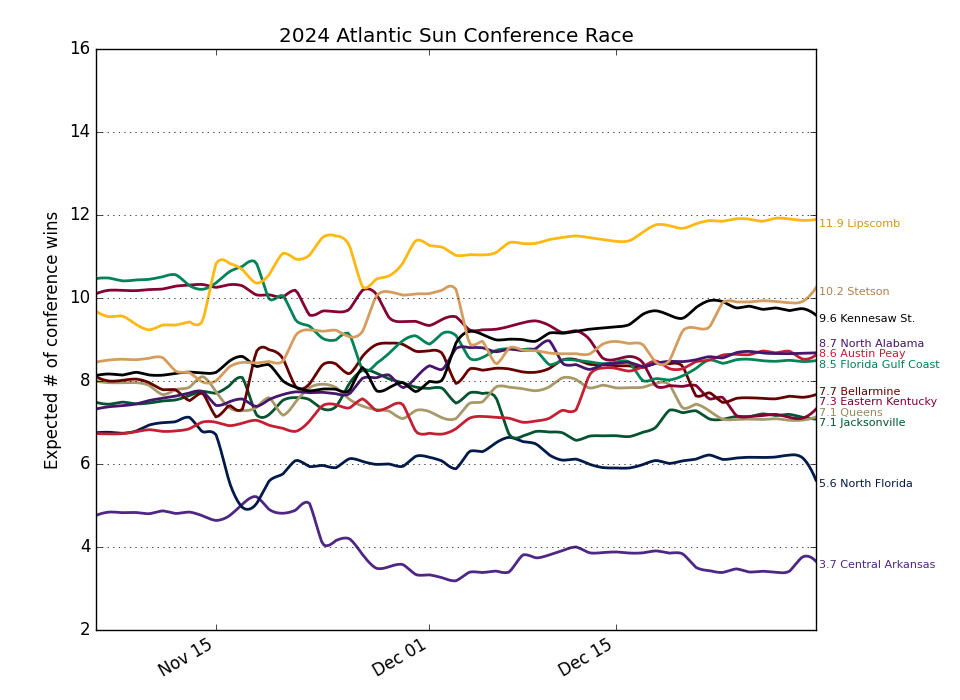 2024 Atlantic Sun Conference Race
Expected # of conference wins
16
14
12
10
8
6
4
2
Nov 15
Dec 01
Dec 15
11.9 Lipscomb
10.2 Stetson
9.6 Kennesaw St.
8.7 North Alabama
8.6 Austin Peay
8.5 Florida Gulf Coast
7.7 Bellarmine
7.3 Eastern Kentucky
7.1 Queens
7.1 Jacksonville
5.6 North Florida
3.7 Central Arkansas